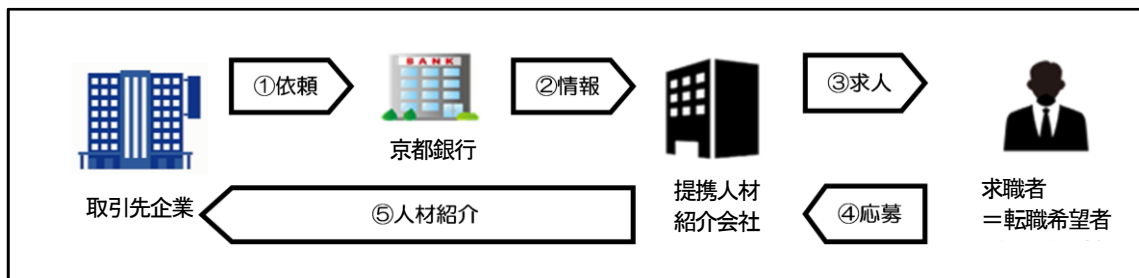 ①依頼
BANK
②情報
③求人
京都銀行
取引先企業
⑤人材紹介
提携人材
紹介会社
④応募
求職者
＝転職希望者